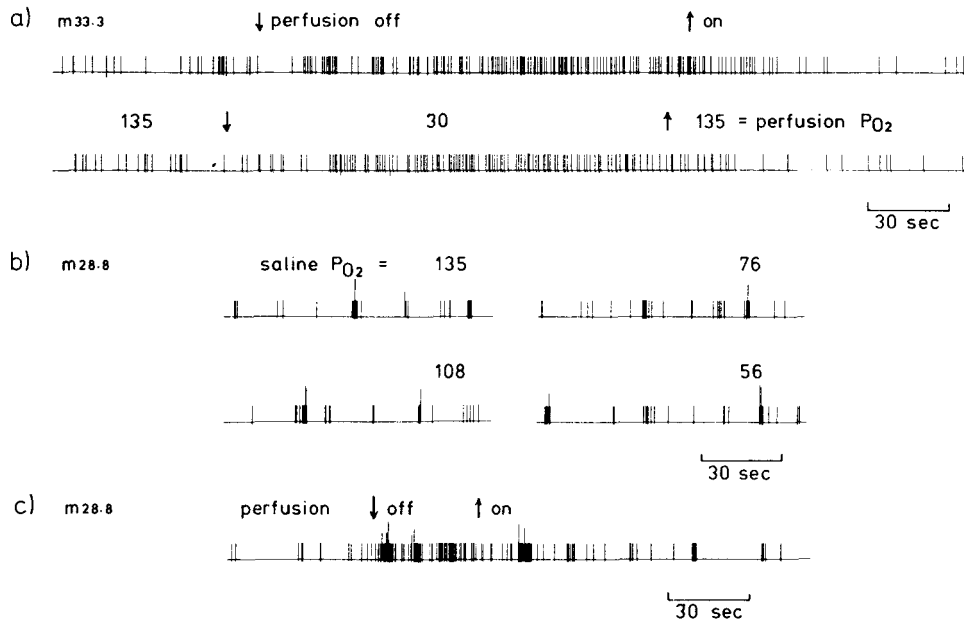 a) m33.3 ↓ perfusion off ↑ on
135 ↓ 30 ↑ 135 = perfusion PO2
30 sec
b) m28.8 saline PO2 = 135 76
108 56
30 sec
c) m28.8 perfusion ↓ off ↑ on
30 sec